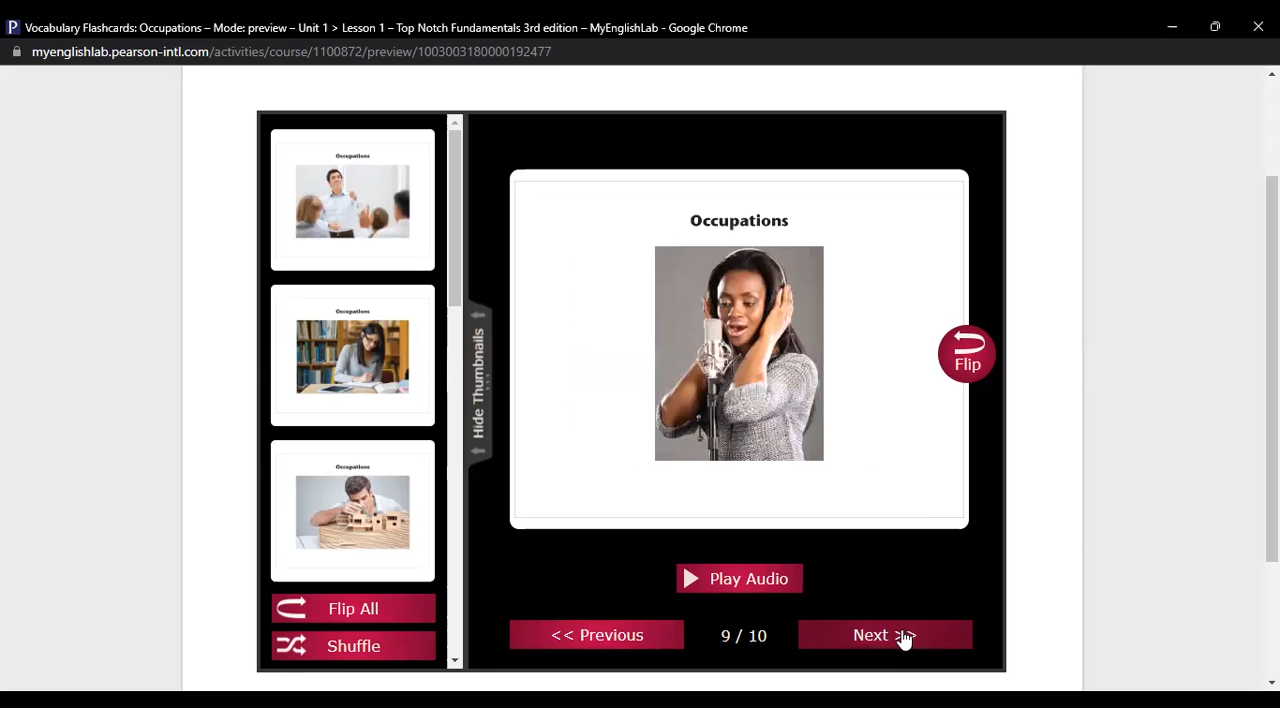 Vocabulary Flashcards: Occupations – Mode: preview – Unit 1 > Lesson 1 – Top Notch Fundamentals 3rd edition – MyEnglishLab - Google Chrome
myenglishlab.pearson-intl.com/activities/course/1100872/preview/1003003180000192477
Occupations
Occupations
Occupations
Flip All
Shuffle
Hide Thumbnails
Occupations
Flip
Play Audio
<< Previous
9 / 10
Next >>